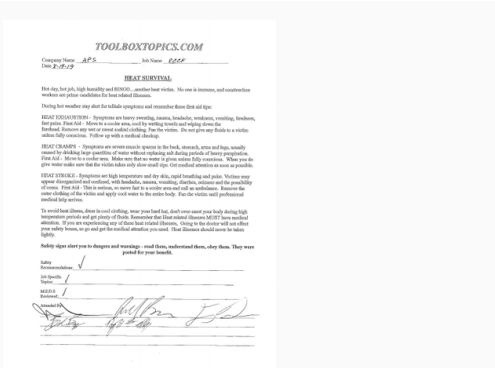 TOOLBOXTOPICS.COM
Company Name APS Job Name ROOF
Date 8-19-19
HEAT SURVIVAL
Hot day, hot job, high humidity and BINGO...another heat victim. No one is immune, and construction
workers are prime candidates for heat related illnesses.
During hot weather stay alert for telltale symptoms and remember these first aid tips:
HEAT EXHAUSTION - Symptoms are heavy sweating, nausea, headache, weakness, vomiting, tiredness,
fast pulse. First Aid - Move to a cooler area, cool by wetting towels and wiping down the
forehead. Remove any wet or sweat soaked clothing. Fan the victim. Do not give any fluids to a victim
unless fully conscious. Follow up with a medical checkup.
HEAT CRAMPS - Symptoms are severe muscle spasms in the back, stomach, arms and legs, usually
caused by drinking large quantities of water without replacing salt during periods of heavy perspiration.
First Aid - Move to a cooler area. Make sure that no water is given unless fully conscious. When you do
give water make sure that the victim takes only slow small sips. Get medical attention as soon as possible.
HEAT STROKE - Symptoms are high temperature and dry skin, rapid breathing and pulse. Victims may
appear disorganized and confused, with headache, nausea, vomiting, diarrhea, seizures and the possibility
of coma. First Aid - This is serious, so move fast to a cooler area and call an ambulance. Remove the
outer clothing of the victim and apply cool water to the entire body. Fan the victim until professional
medical help arrives.
To avoid heat illness, dress in cool clothing, wear your hard hat, don't over exert your body during high
temperature periods and get plenty of fluids. Remember that Heat related illnesses MUST have medical
attention. If you are experiencing any of these heat related illnesses, Going to the doctor will not effect
your safety bonus, so go and get the medical attention you need. Heat illnesses should never be taken
lightly.
Safety signs alert you to dangers and warnings - read them, understand them, obey them. They were
posted for your benefit.
Safety
Recommendations:
Job Specific
Topics:
M.S.D.S
Reviewed:
Attended By: